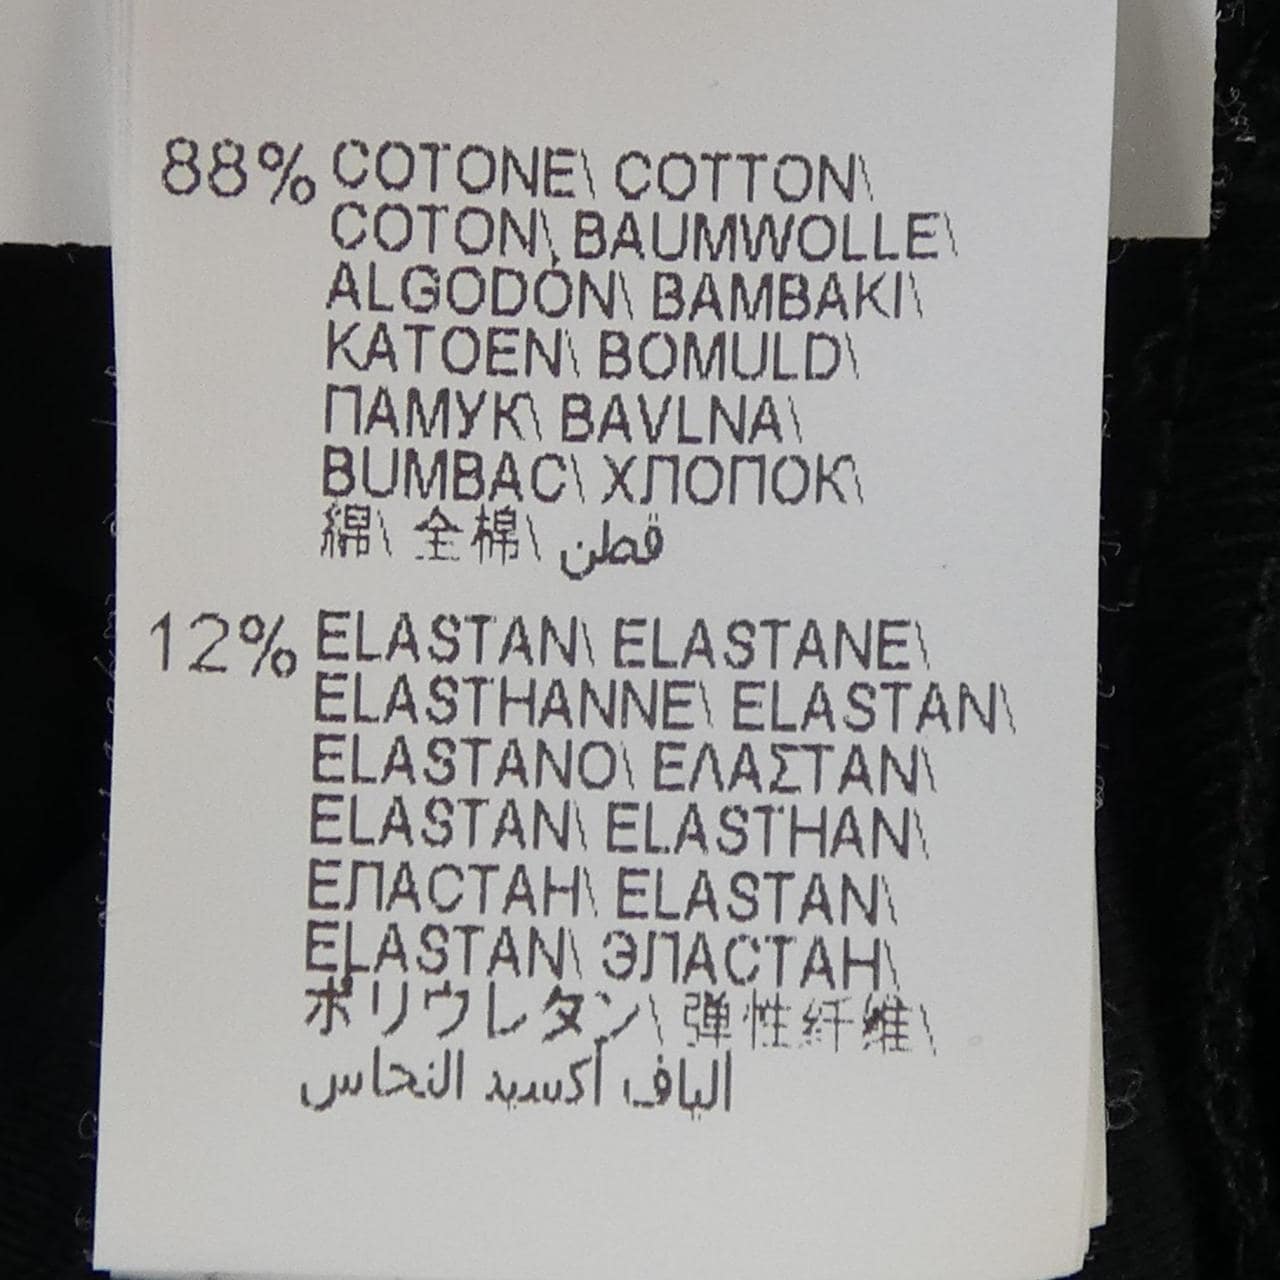 88% COTONE\ COTTON\
COTON\ BAUMWOLLE\
ALGODÓN\ BAMBAKI\
KATOEN\ BOMULD\
ПАМУК\ BAVLNA\
BUMBAC\ ХЛОПОК\
綿\ 全棉\ قطن
12% ELASTAN\ ELASTANE\
ELASTHANNE\ ELASTAN\
ELASTANO\ ΕΛΑΣΤΑΝ\
ELASTAN\ ELASTHAN\
ЕЛАСТАН\ ELASTAN\
ELASTAN\ ЭЛАСТАН\
ポリウレタン\ 弹性纤维\
الياف أكسيد النحاس